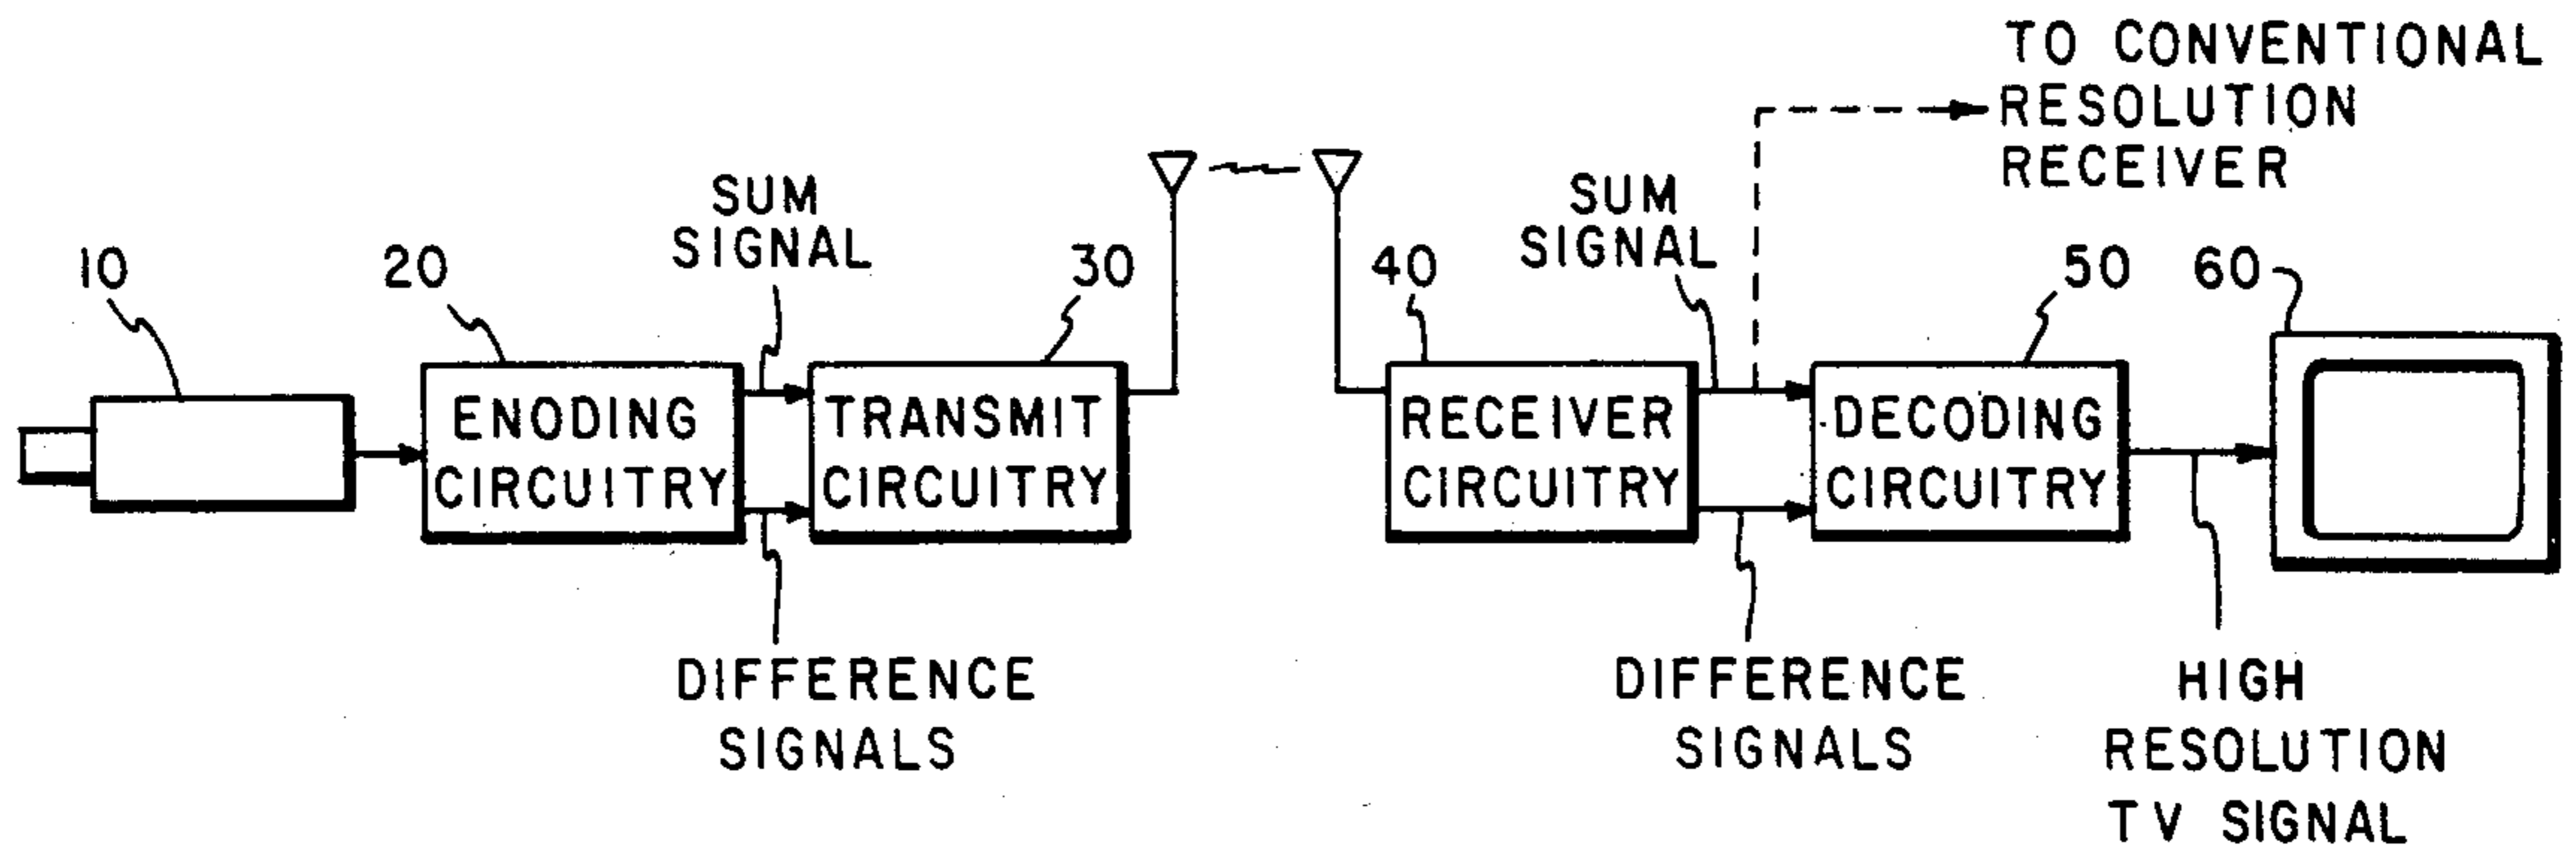 TO CONVENTIONAL
RESOLUTION
RECEIVER
SUM
SIGNAL
SUM
SIGNAL
10
20
30
40
50
60
ENODING
CIRCUITRY
TRANSMIT
CIRCUITRY
RECEIVER
CIRCUITRY
DECODING
CIRCUITRY
DIFFERENCE
SIGNALS
DIFFERENCE
SIGNALS
HIGH
RESOLUTION
TV SIGNAL